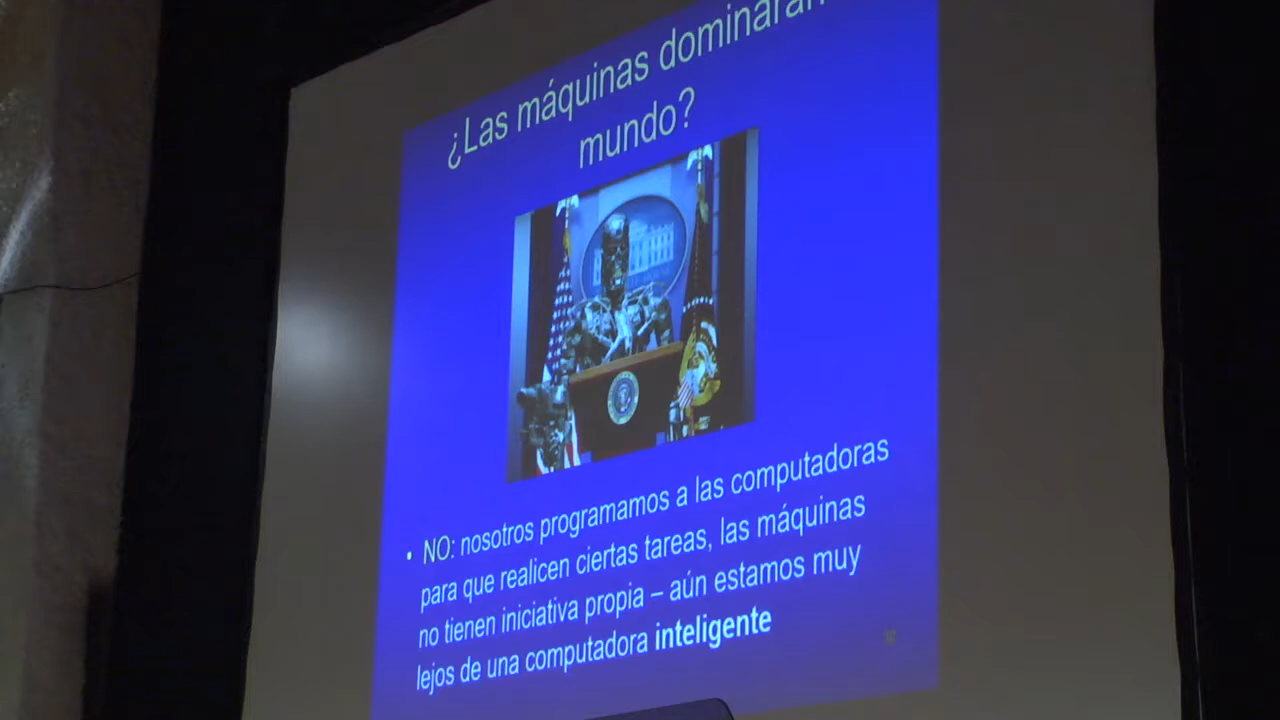 ¿Las máquinas dominarán
mundo?
• NO: nosotros programamos a las computadoras
para que realicen ciertas tareas, las máquinas
no tienen iniciativa propia – aún estamos muy
lejos de una computadora inteligente